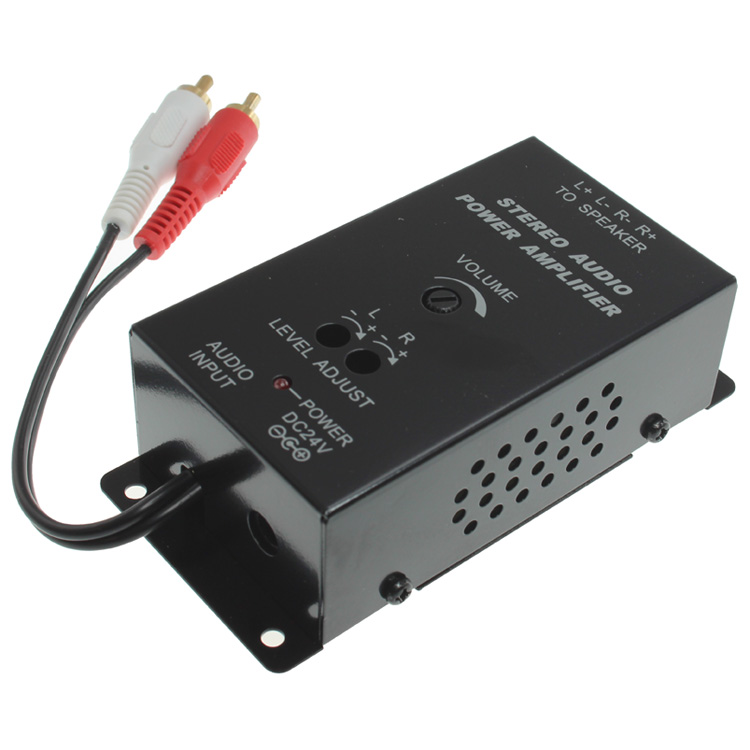 L+ L- R- R+
TO SPEAKER
STEREO AUDIO
POWER AMPLIFIER
VOLUME
L R
- + +
LEVEL ADJUST
AUDIO
INPUT
POWER
DC24V
- +